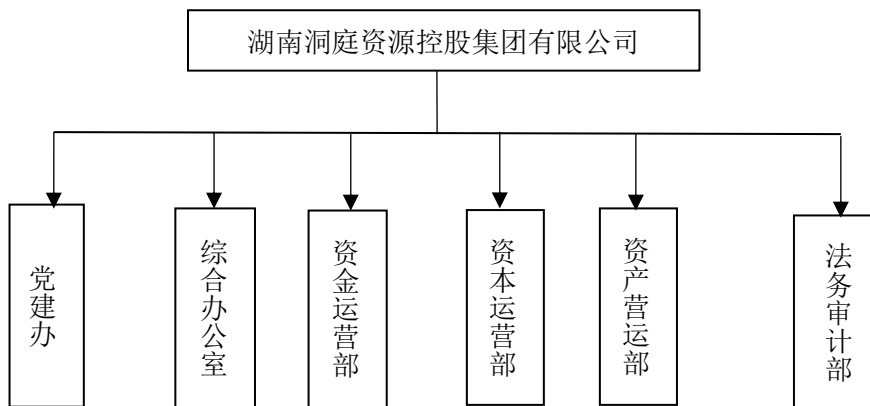 湖南洞庭资源控股集团有限公司
党建办
综合办公室
资金运营部
资本运营部
资产营运部
法务审计部